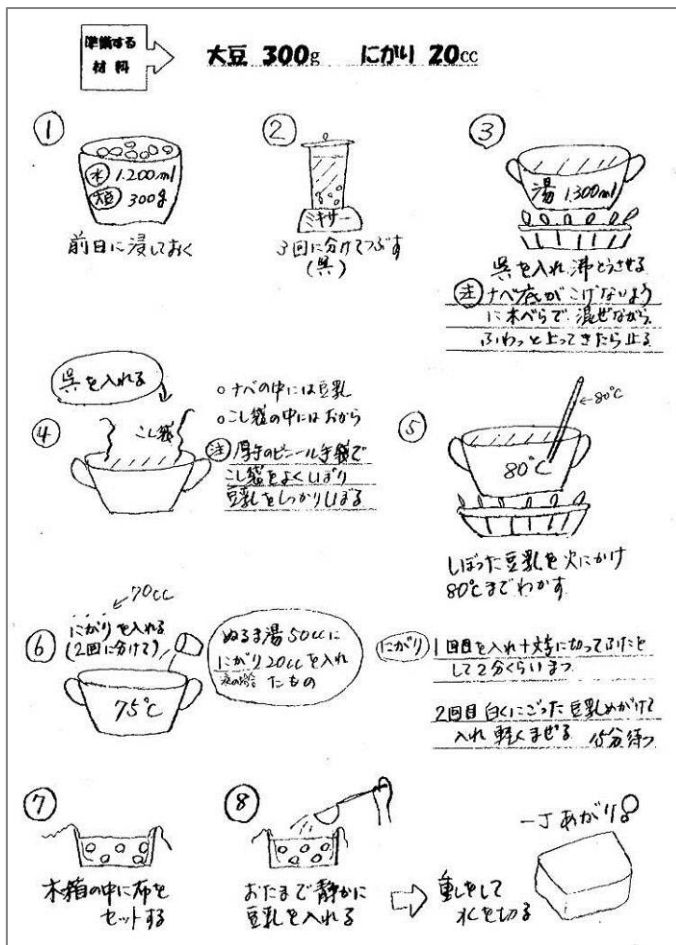 準備する
材料
大豆 300g にがり 20cc
①
水 1.200ml
大豆 300g
前日に浸しておく
②
ミキサー
3回に分けてつぶす
(呉)
③
湯 1.300ml
呉を入れ、沸とうさせる
注 ナベ底がこげないよう
に木べらで、混ぜながら、
ふわっと上ってきたら止る
④
呉を入れる
こし袋
○ナベの中には豆乳
○こし袋の中にはおから
注 厚手のビニール手袋で
こし袋をよくしぼり
豆乳をしっかりしぼる
⑤
←80℃
80℃
しぼった豆乳を火にかけ
80℃までわかす
⑥
70cc
にがりを入れる
(2回に分けて)
75℃
ぬるま湯50ccに
にがり20ccを入れ
たもの
にがり
1回目を入れ十文字に切ってふたを
して2分くらいまつ
2回目 白くにごった豆乳めがけて
入れ 軽くまぜる 15分待つ
⑦
木箱の中に布を
セットする
⑧
おたまで静かに
豆乳を入れる
重しをして
水を切る
一丁あがり